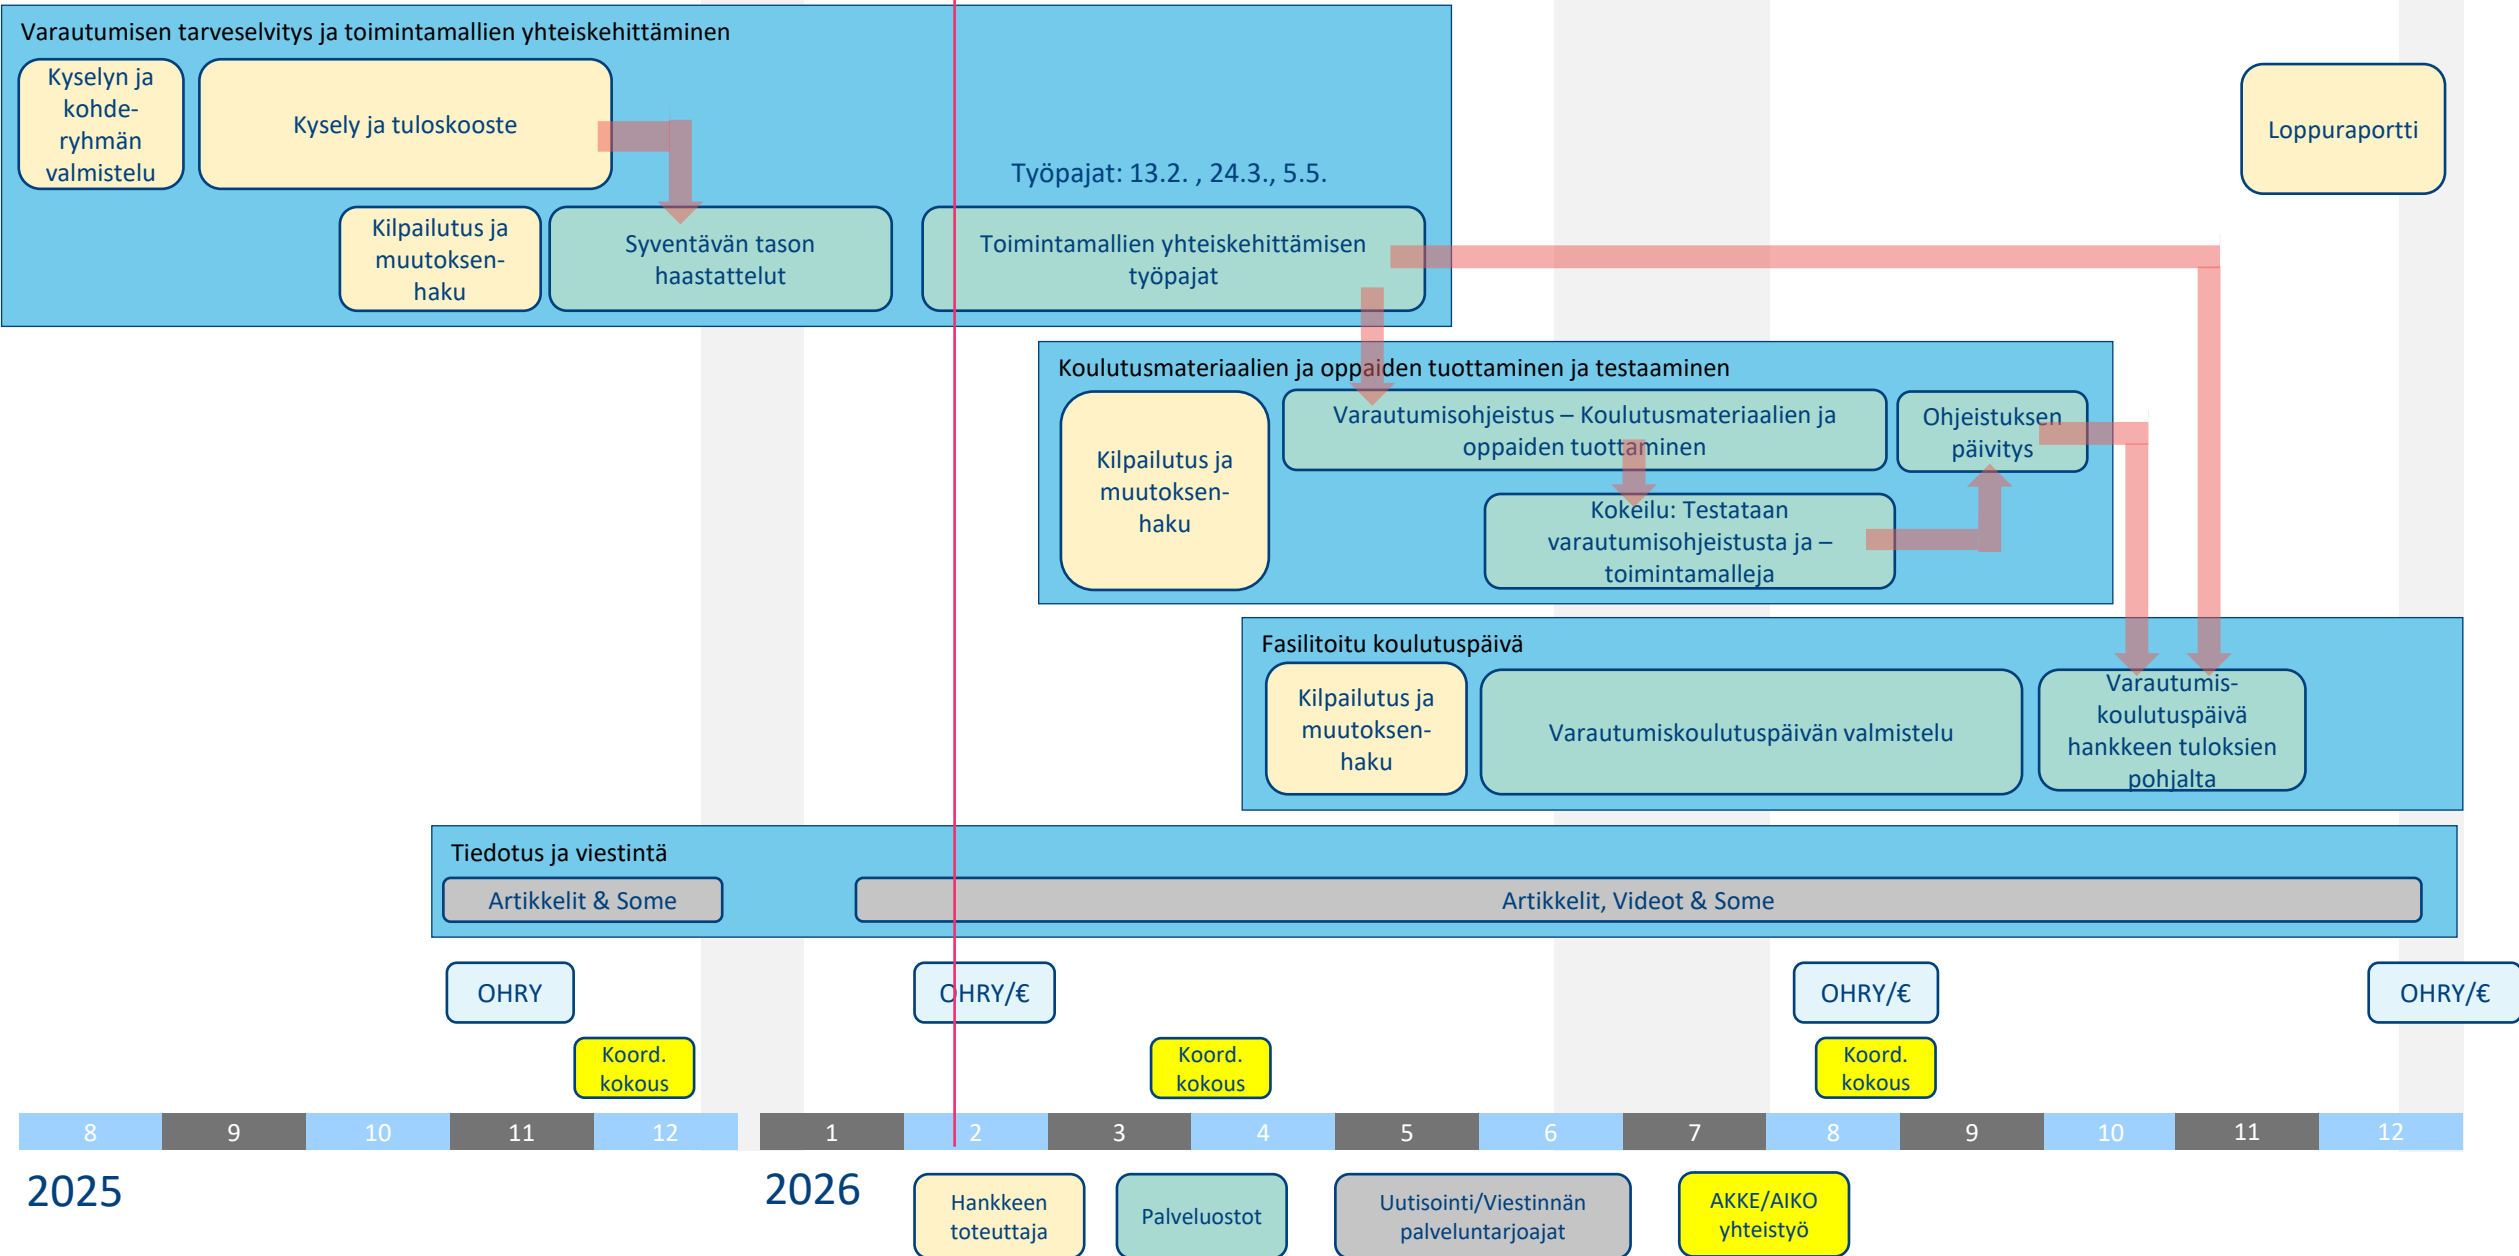 Varautumisen tarveselvitys ja toimintamallien yhteiskehittäminen
Kyselyn ja
kohde-
ryhmän
valmistelu
Kysely ja tuloskooste
Loppuraportti
Työpajat: 13.2. , 24.3., 5.5.
Kilpailutus ja
muutoksen-
haku
Syventävän tason
haastattelut
Toimintamallien yhteiskehittämisen
työpajat
Koulutusmateriaalien ja oppaiden tuottaminen ja testaaminen
Kilpailutus ja
muutoksen-
haku
Varautumisohjeistus – Koulutusmateriaalien ja
oppaiden tuottaminen
Ohjeistuksen
päivitys
Kokeilu: Testataan
varautumisohjeistusta ja –
toimintamalleja
Fasilitoitu koulutuspäivä
Kilpailutus ja
muutoksen-
haku
Varautumiskoulutuspäivän valmistelu
Varautumis-
koulutuspäivä
hankkeen tuloksien
pohjalta
Tiedotus ja viestintä
Artikkelit & Some
Artikkelit, Videot & Some
OHRY
OHRY/€
OHRY/€
OHRY/€
Koord.
kokous
Koord.
kokous
Koord.
kokous
8 9 10 11 12 1 2 3 4 5 6 7 8 9 10 11 12
2025
2026
Hankkeen
toteuttaja
Palveluostot
Uutisointi/Viestinnän
palveluntarjoajat
AKKE/AIKO
yhteistyö